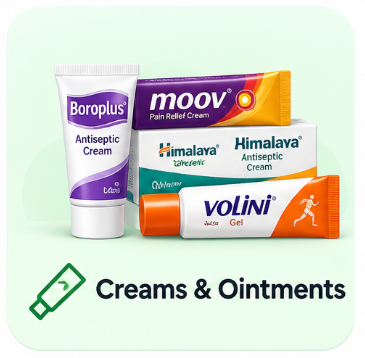 Boroplus®
Antiseptic
Cream
moov®
Pain Relief Cream
Himalaya®
Himalaya®
Antiseptic
Cream
VOLINI®
Gel
Creams & Ointments